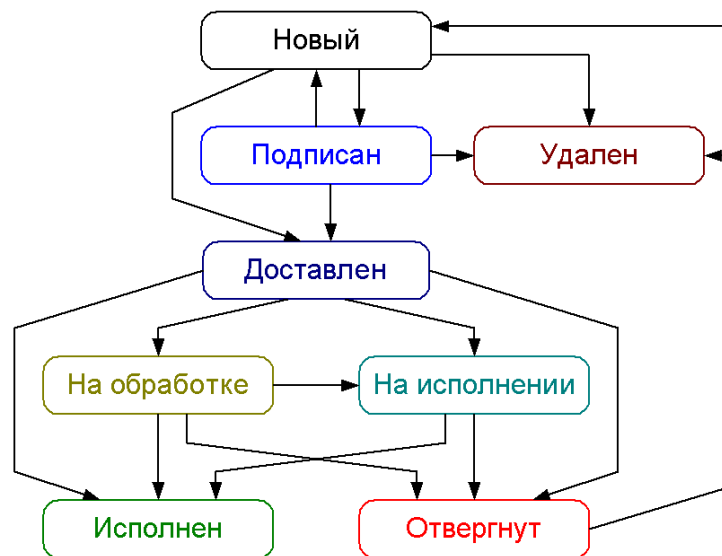 Новый
Подписан
Удален
Доставлен
На обработке
На исполнении
Исполнен
Отвергнут